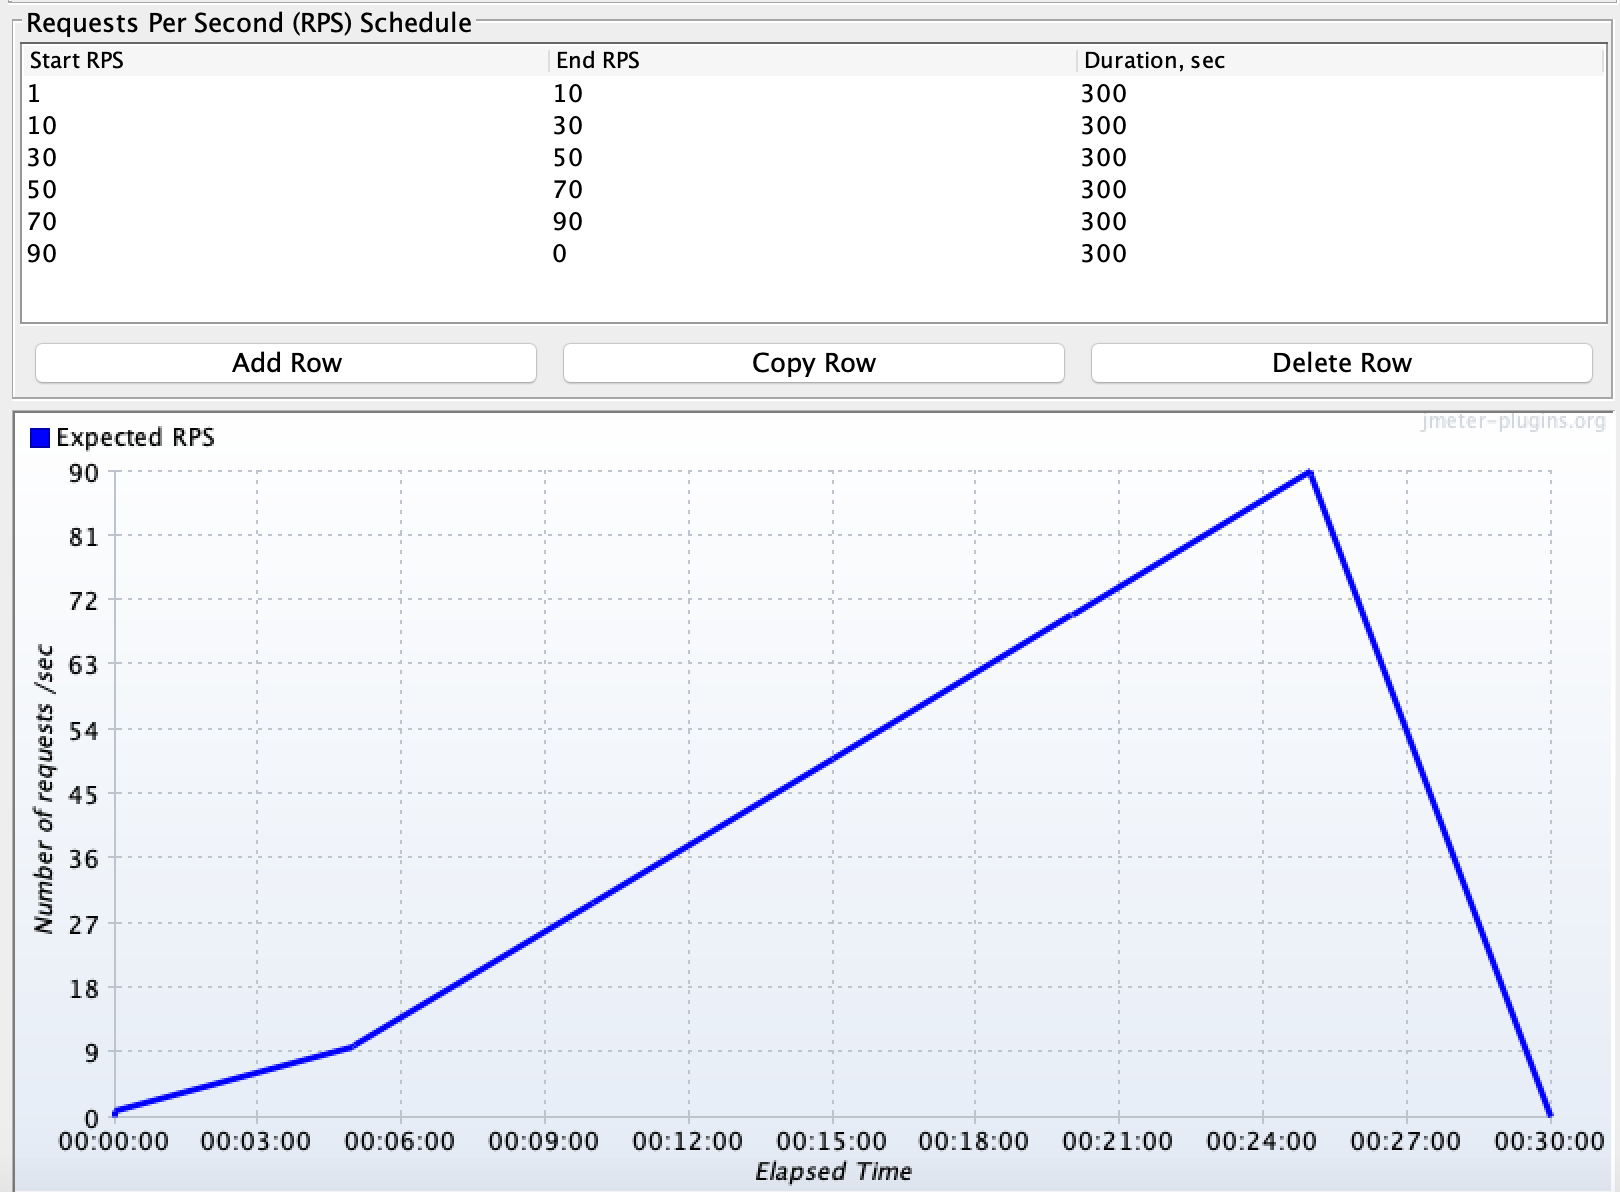 Requests Per Second (RPS) Schedule
Start RPS End RPS Duration, sec
1 10 300
10 30 300
30 50 300
50 70 300
70 90 300
90 0 300
Add Row Copy Row Delete Row
jmeter-plugins.org
Expected RPS
90
81
72
63
54
45
36
27
18
9
0
Number of requests /sec
00:00:00 00:03:00 00:06:00 00:09:00 00:12:00 00:15:00 00:18:00 00:21:00 00:24:00 00:27:00 00:30:00
Elapsed Time